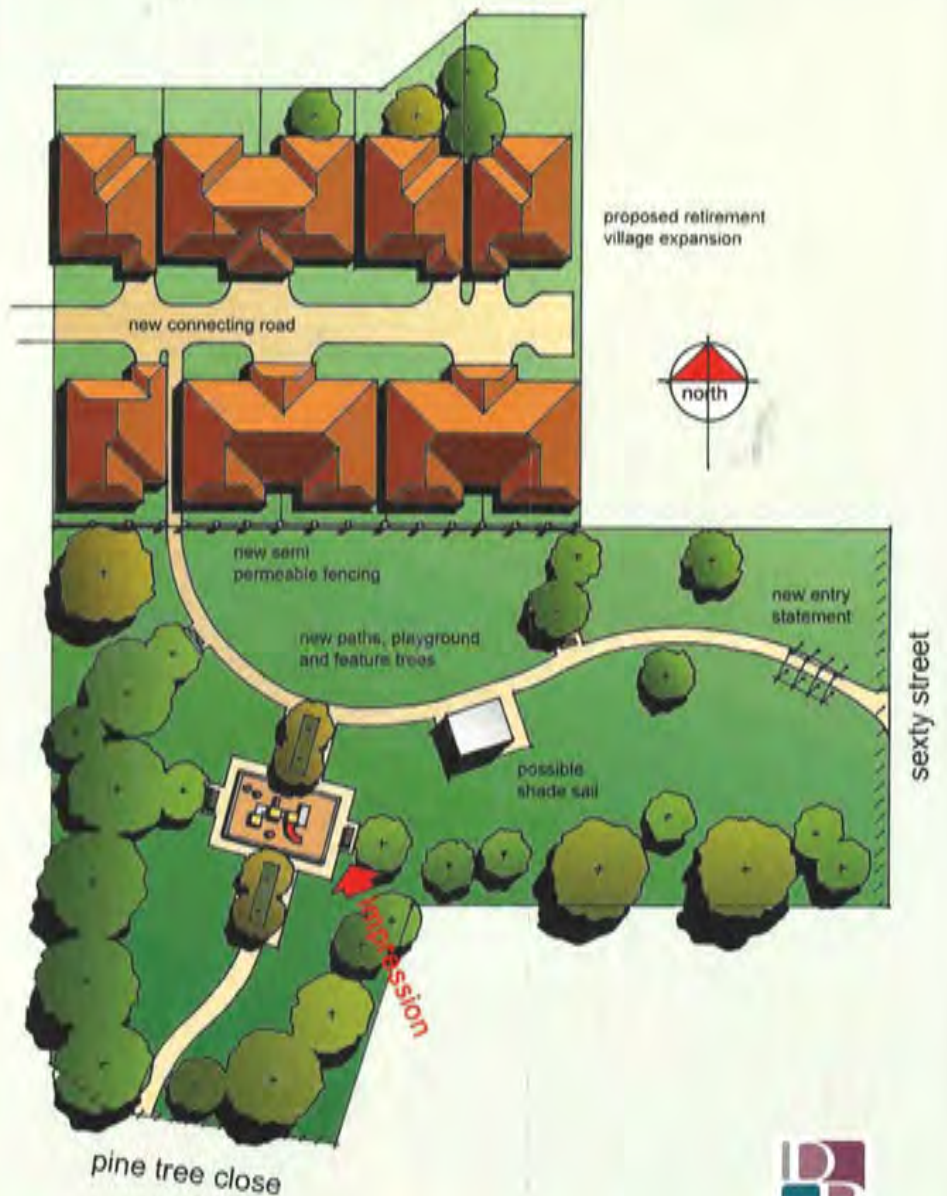 proposed retirement
village expansion
new connecting road
north
new semi
permeable fencing
new entry
statement
new paths, playground
and feature trees
sexty street
possible
shade sail
impression
pine tree close